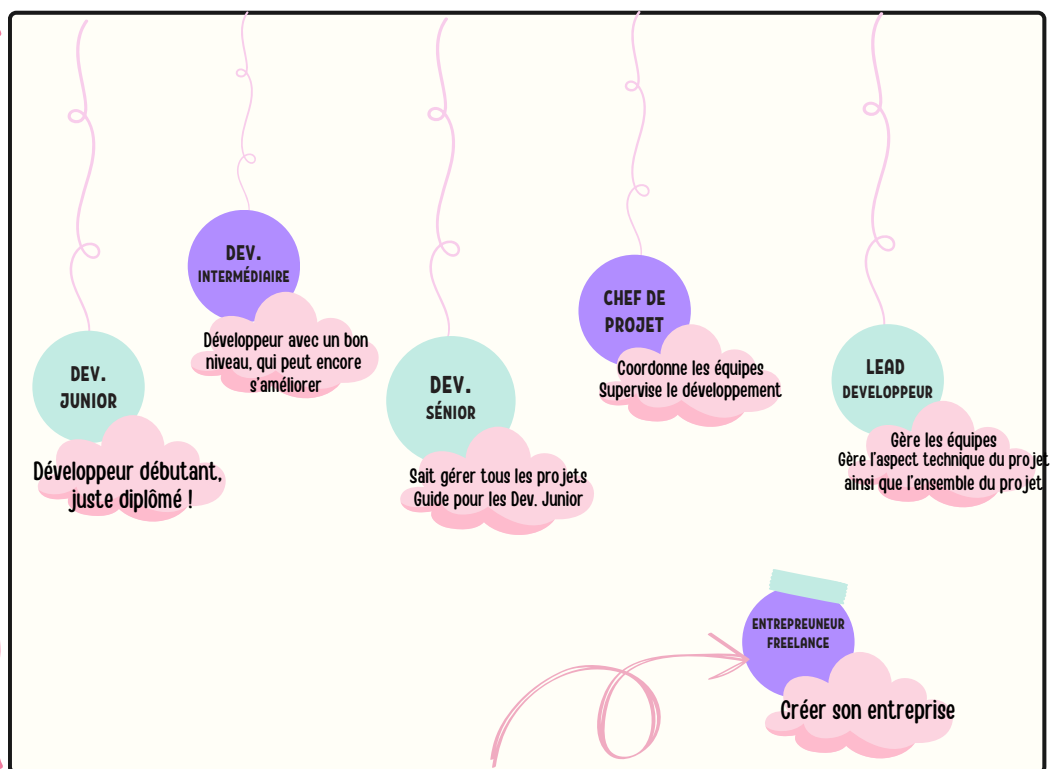 DEV.
JUNIOR
Développeur débutant,
juste diplômé !
DEV.
INTERMÉDIAIRE
Développeur avec un bon
niveau, qui peut encore
s'améliorer
DEV.
SÉNIOR
Sait gérer tous les projets
Guide pour les Dev. Junior
CHEF DE
PROJET
Coordonne les équipes
Supervise le développement
LEAD
DEVELOPPEUR
Gère les équipes
Gère l'aspect technique du projet
ainsi que l'ensemble du projet
ENTREPREUNEUR
FREELANCE
Créer son entreprise